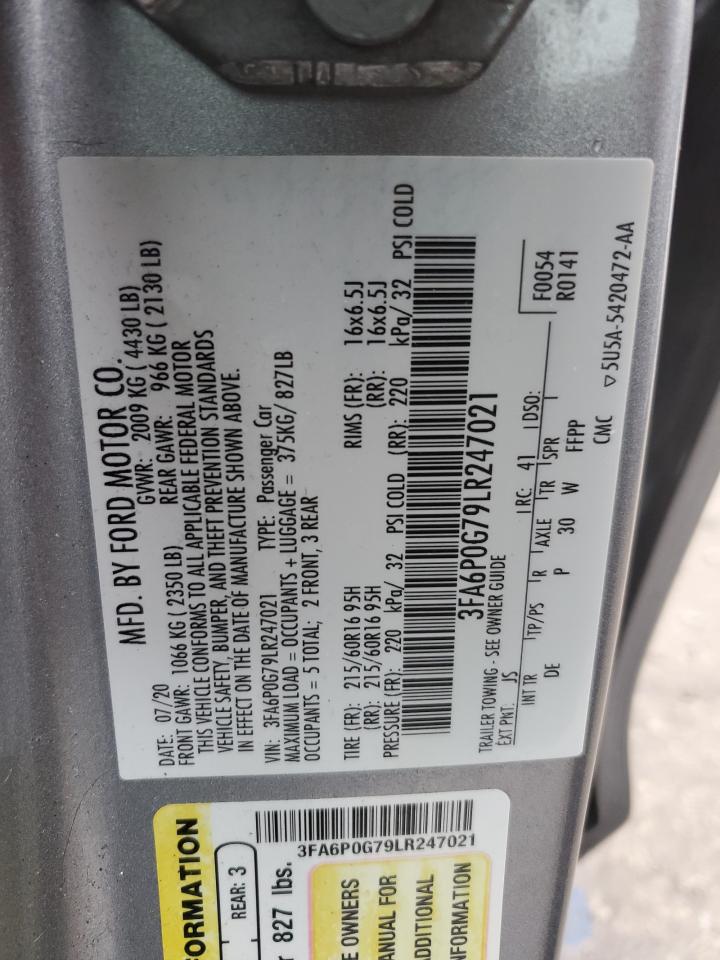 MFD. BY FORD MOTOR CO.
DATE: 07/20 GVWR: 2009 KG ( 4430 LB)
FRONT GAWR: 1066 KG ( 2350 LB) REAR GAWR: 966 KG ( 2130 LB)
THIS VEHICLE CONFORMS TO ALL APPLICABLE FEDERAL MOTOR
VEHICLE SAFETY, BUMPER, AND THEFT PREVENTION STANDARDS
IN EFFECT ON THE DATE OF MANUFACTURE SHOWN ABOVE.
VIN: 3FA6P0G79LR247021 TYPE: Passenger Car
MAXIMUM LOAD = OCCUPANTS + LUGGAGE = 375KG/ 827LB
OCCUPANTS = 5 TOTAL; 2 FRONT, 3 REAR
TIRE (FR): 215/60R16 95H RIMS (FR): 16x6.5J
(RR): 215/60R16 95H (RR): 16x6.5J
PRESSURE (FR): 220 kPa/ 32 PSI COLD (RR): 220 kPa/ 32 PSI COLD
3FA6P0G79LR247021
TRAILER TOWING - SEE OWNER GUIDE
EXT PNT: JS RC: 41 DSO: F0054
R0141
INT TR TP/PS R AXLE TR SPR
DE P 30 W FFPP
CMC ▽5U5A-5420472-AA
ORMATION
REAR: 3
827 lbs.
3FA6P0G79LR247021
E OWNERS
ANUAL FOR
ADDITIONAL
NFORMATION